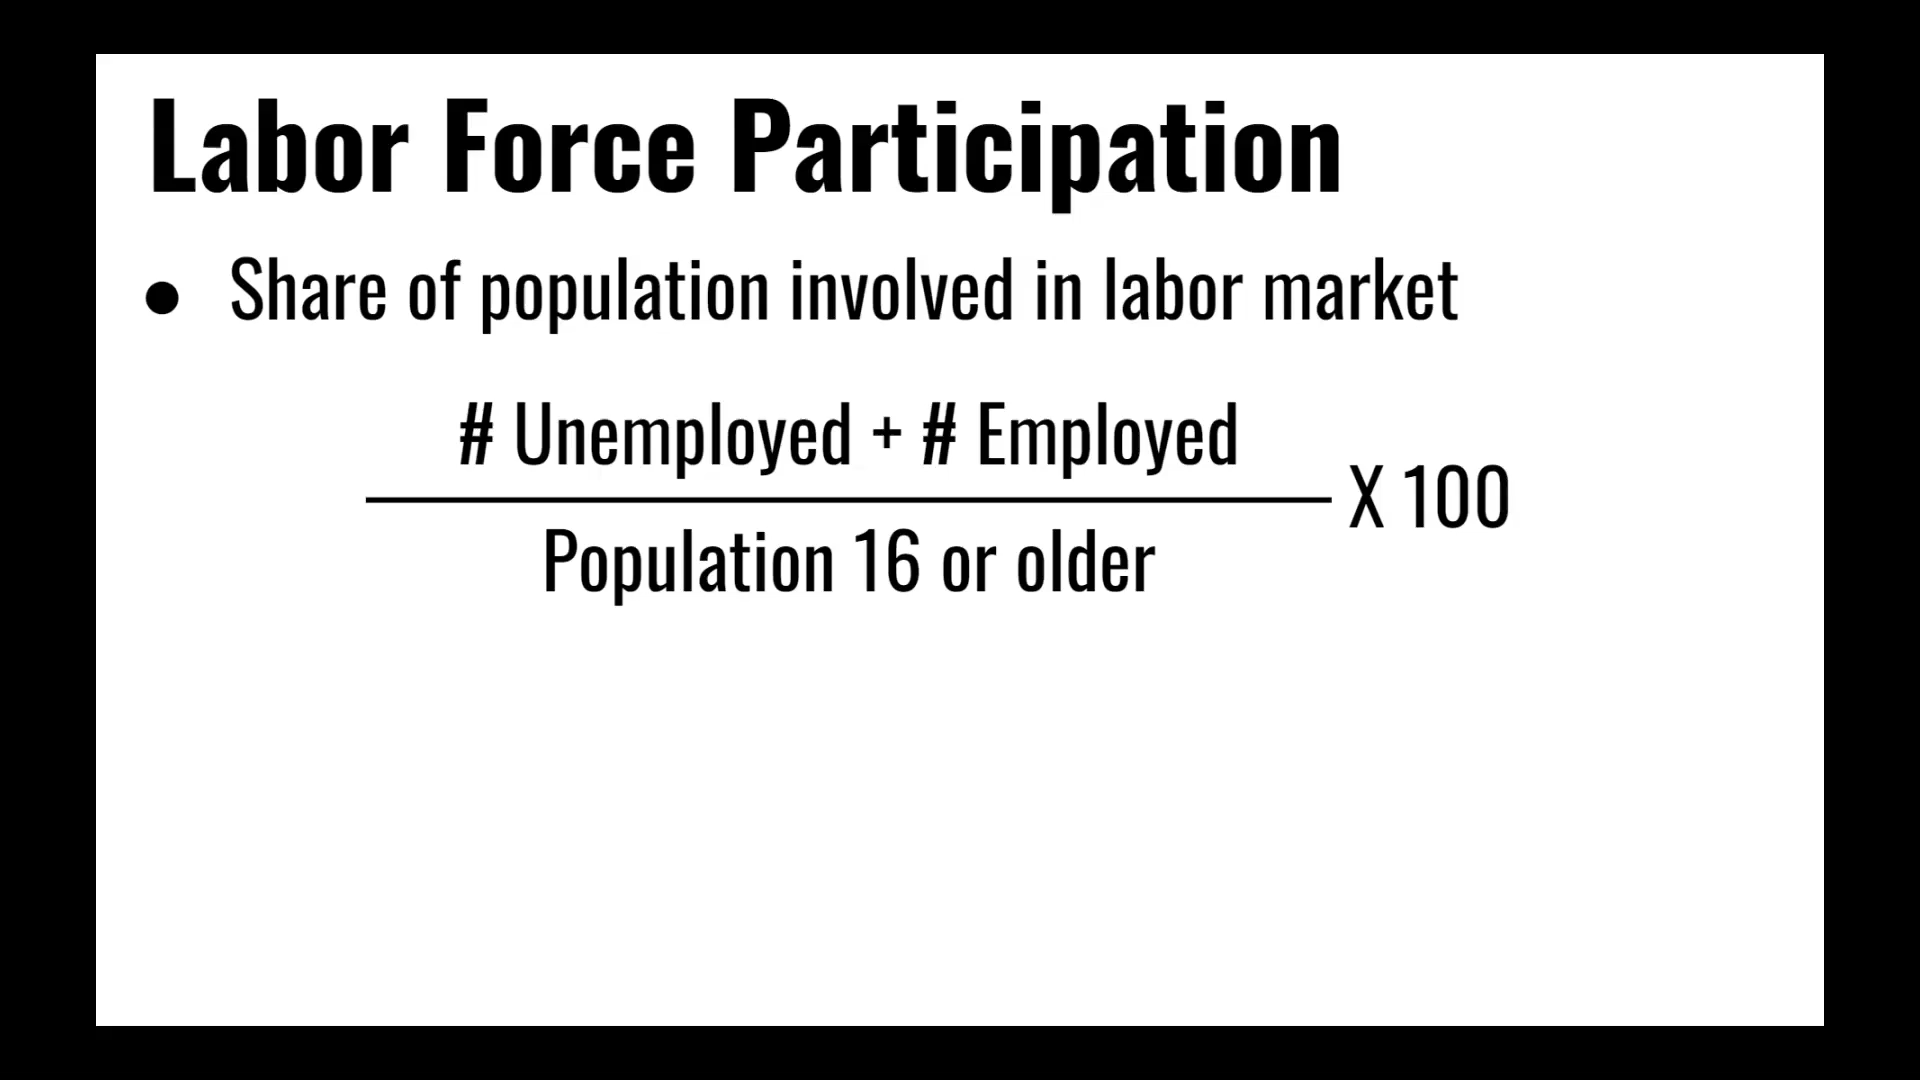 Labor Force Participation
● Share of population involved in labor market
# Unemployed + # Employed
X 100
Population 16 or older